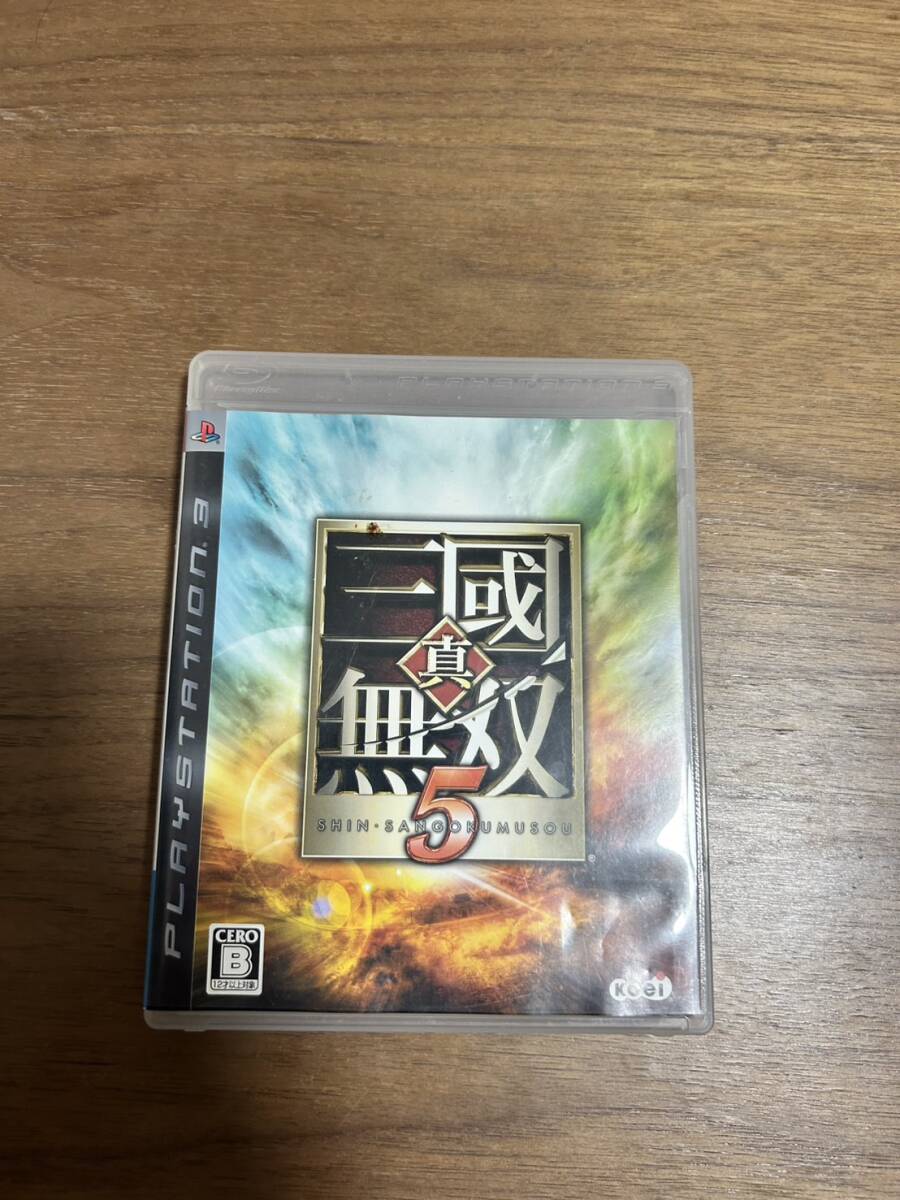 PLAYSTATION 3
PLAYSTATION 3
三國
真
無双
5
SHIN・SANGOKUMUSOU
®
CERO
B
12才以上対象
KOEI